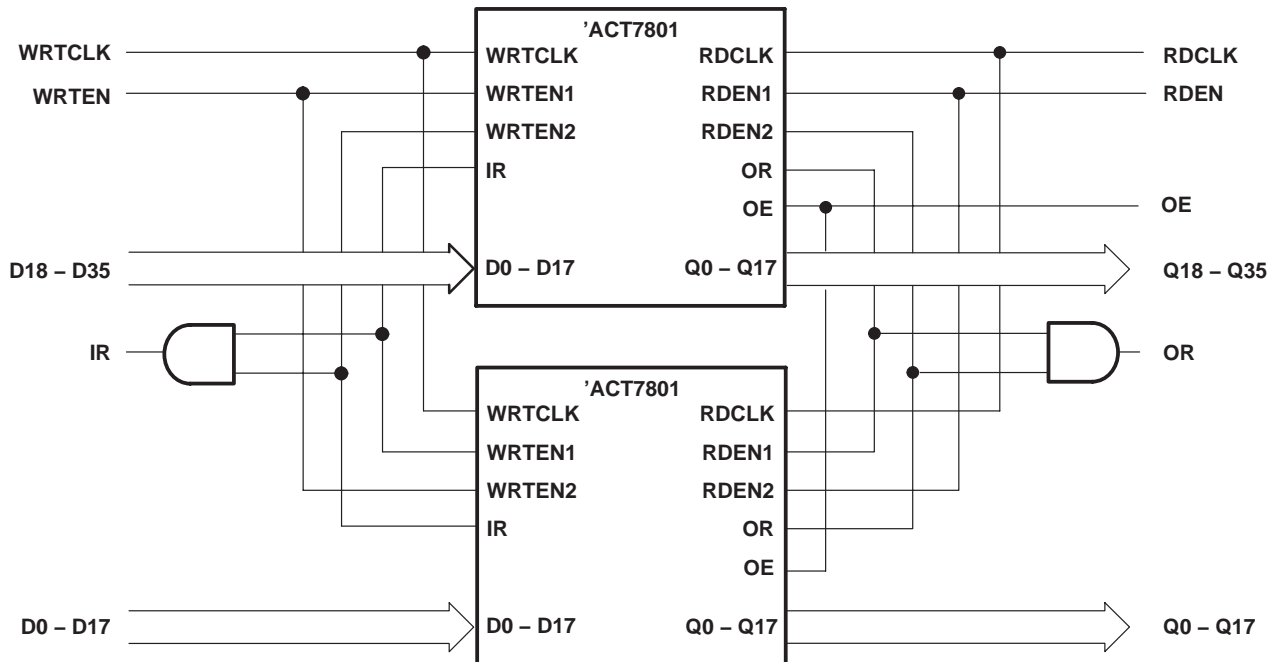 ’ACT7801
WRTCLK
WRTCLK
RDCLK
RDCLK
WRTEN
WRTEN1
RDEN1
RDEN
WRTEN2
RDEN2
IR
OR
OE
OE
D18 – D35
D0 – D17
Q0 – Q17
Q18 – Q35
IR
OR
’ACT7801
WRTCLK
RDCLK
WRTEN1
RDEN1
WRTEN2
RDEN2
IR
OR
OE
D0 – D17
D0 – D17
Q0 – Q17
Q0 – Q17